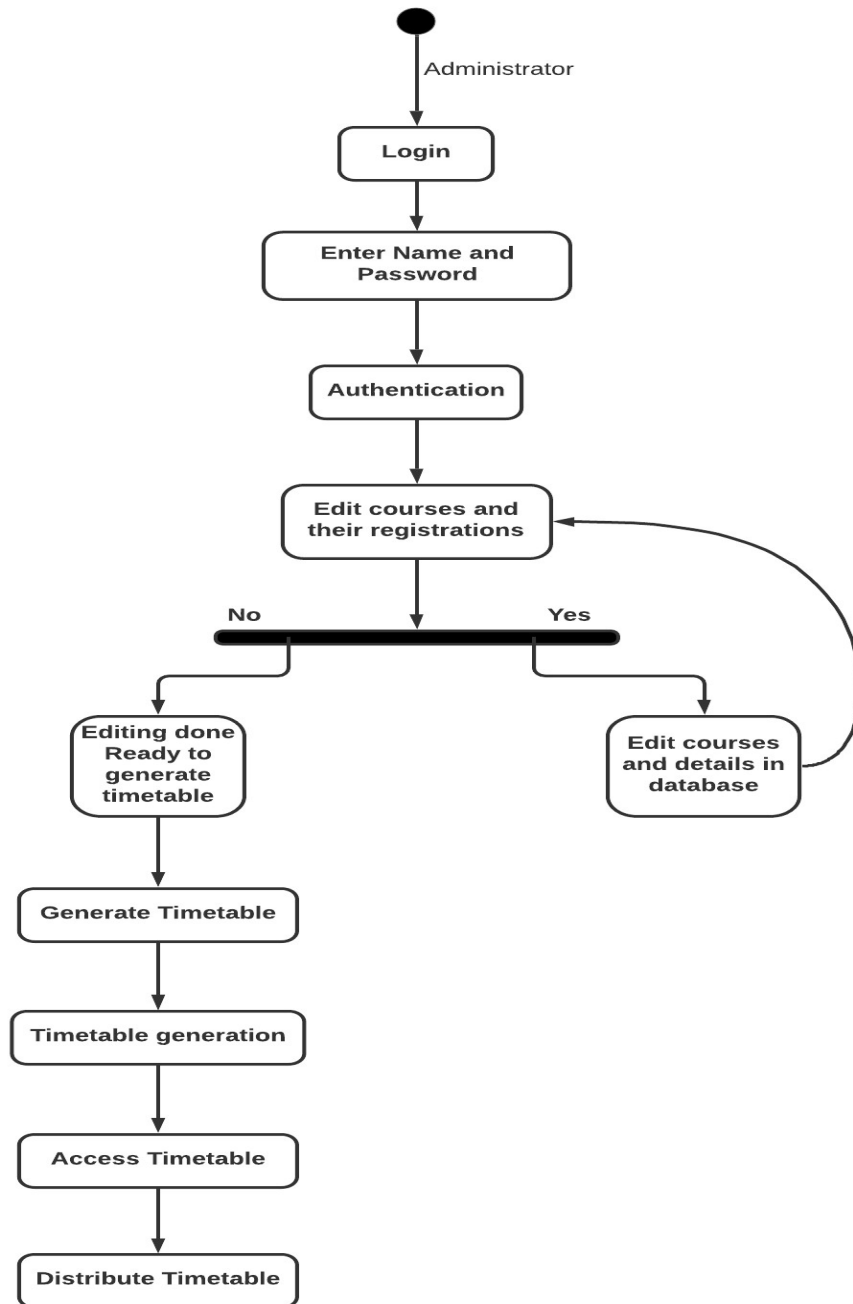 Administrator
Login
Enter Name and
Password
Authentication
Edit courses and
their registrations
No
Yes
Editing done
Ready to
generate
timetable
Edit courses
and details in
database
Generate Timetable
Timetable generation
Access Timetable
Distribute Timetable